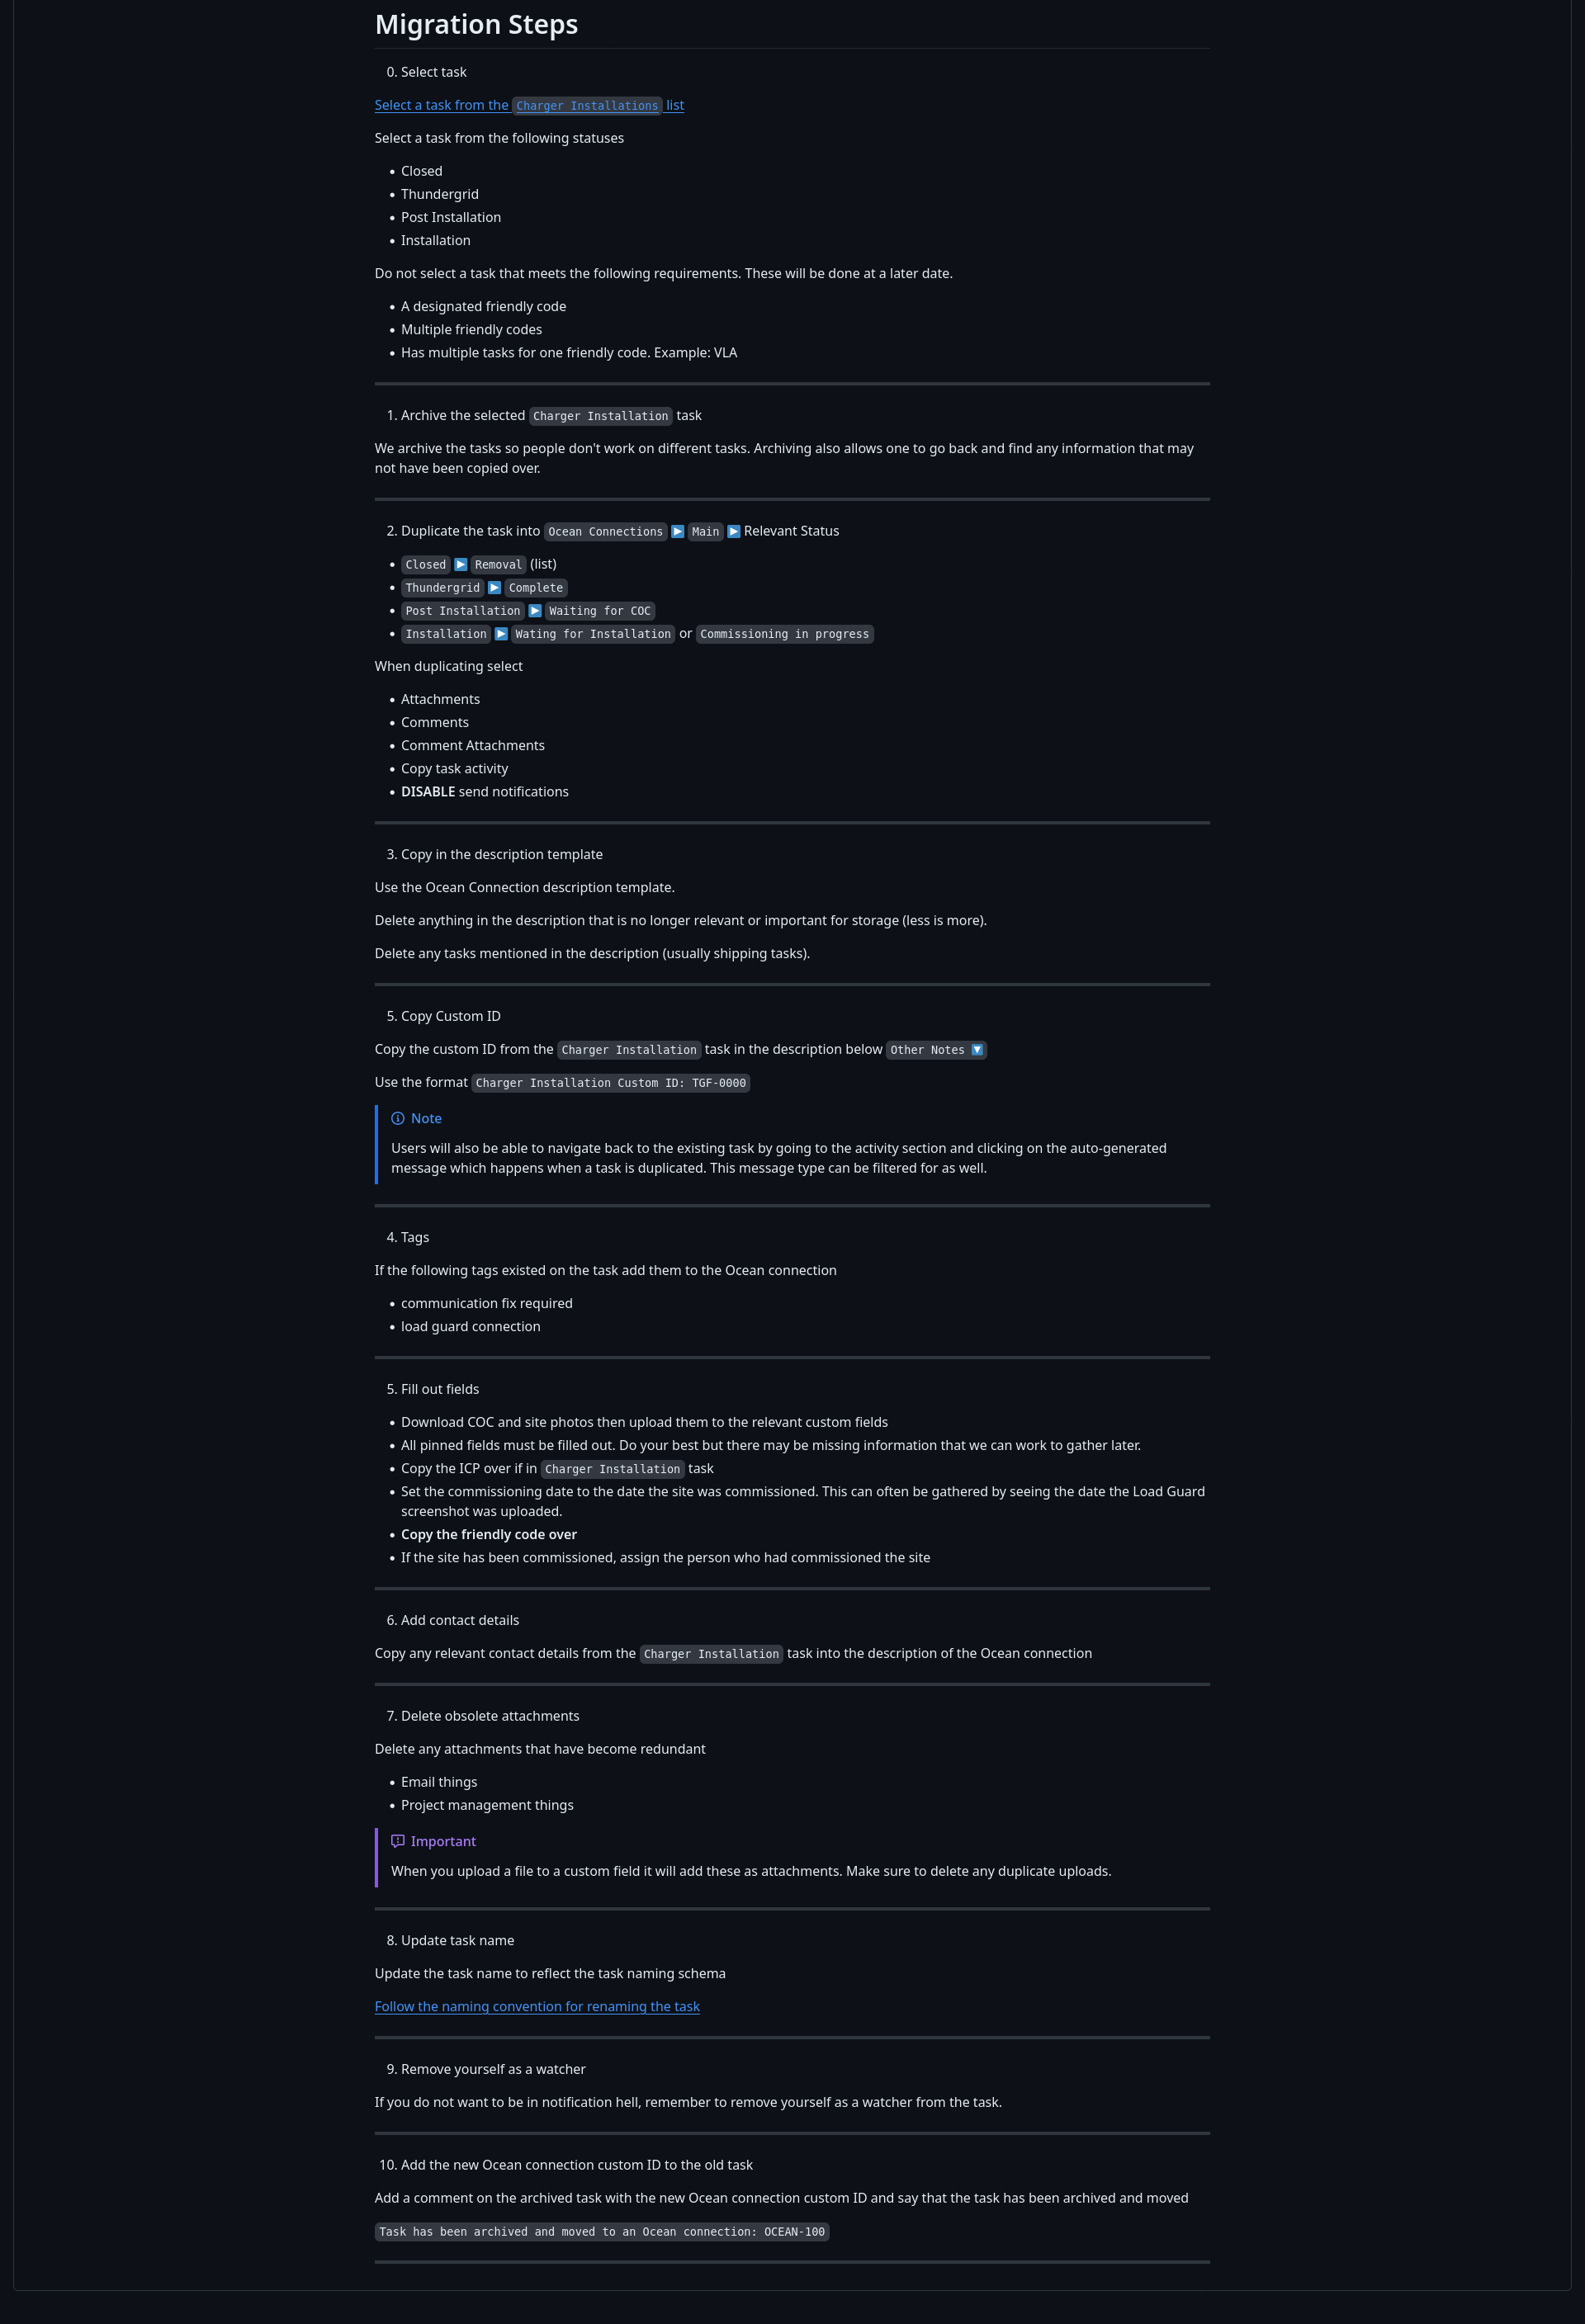 Migration Steps
0. Select task
Select a task from the Charger Installations list
Select a task from the following statuses
• Closed
• Thundergrid
• Post Installation
• Installation
Do not select a task that meets the following requirements. These will be done at a later date.
• A designated friendly code
• Multiple friendly codes
• Has multiple tasks for one friendly code. Example: VLA
1. Archive the selected Charger Installation task
We archive the tasks so people don't work on different tasks. Archiving also allows one to go back and find any information that may
not have been copied over.
2. Duplicate the task into Ocean Connections ▶ Main ▶ Relevant Status
• Closed ▶ Removal (list)
• Thundergrid ▶ Complete
• Post Installation ▶ Waiting for COC
• Installation ▶ Wating for Installation or Commissioning in progress
When duplicating select
• Attachments
• Comments
• Comment Attachments
• Copy task activity
• DISABLE send notifications
3. Copy in the description template
Use the Ocean Connection description template.
Delete anything in the description that is no longer relevant or important for storage (less is more).
Delete any tasks mentioned in the description (usually shipping tasks).
5. Copy Custom ID
Copy the custom ID from the Charger Installation task in the description below Other Notes 🔽
Use the format Charger Installation Custom ID: TGF-0000
Note
Users will also be able to navigate back to the existing task by going to the activity section and clicking on the auto-generated
message which happens when a task is duplicated. This message type can be filtered for as well.
4. Tags
If the following tags existed on the task add them to the Ocean connection
• communication fix required
• load guard connection
5. Fill out fields
• Download COC and site photos then upload them to the relevant custom fields
• All pinned fields must be filled out. Do your best but there may be missing information that we can work to gather later.
• Copy the ICP over if in Charger Installation task
• Set the commissioning date to the date the site was commissioned. This can often be gathered by seeing the date the Load Guard
screenshot was uploaded.
• Copy the friendly code over
• If the site has been commissioned, assign the person who had commissioned the site
6. Add contact details
Copy any relevant contact details from the Charger Installation task into the description of the Ocean connection
7. Delete obsolete attachments
Delete any attachments that have become redundant
• Email things
• Project management things
Important
When you upload a file to a custom field it will add these as attachments. Make sure to delete any duplicate uploads.
8. Update task name
Update the task name to reflect the task naming schema
Follow the naming convention for renaming the task
9. Remove yourself as a watcher
If you do not want to be in notification hell, remember to remove yourself as a watcher from the task.
10. Add the new Ocean connection custom ID to the old task
Add a comment on the archived task with the new Ocean connection custom ID and say that the task has been archived and moved
Task has been archived and moved to an Ocean connection: OCEAN-100